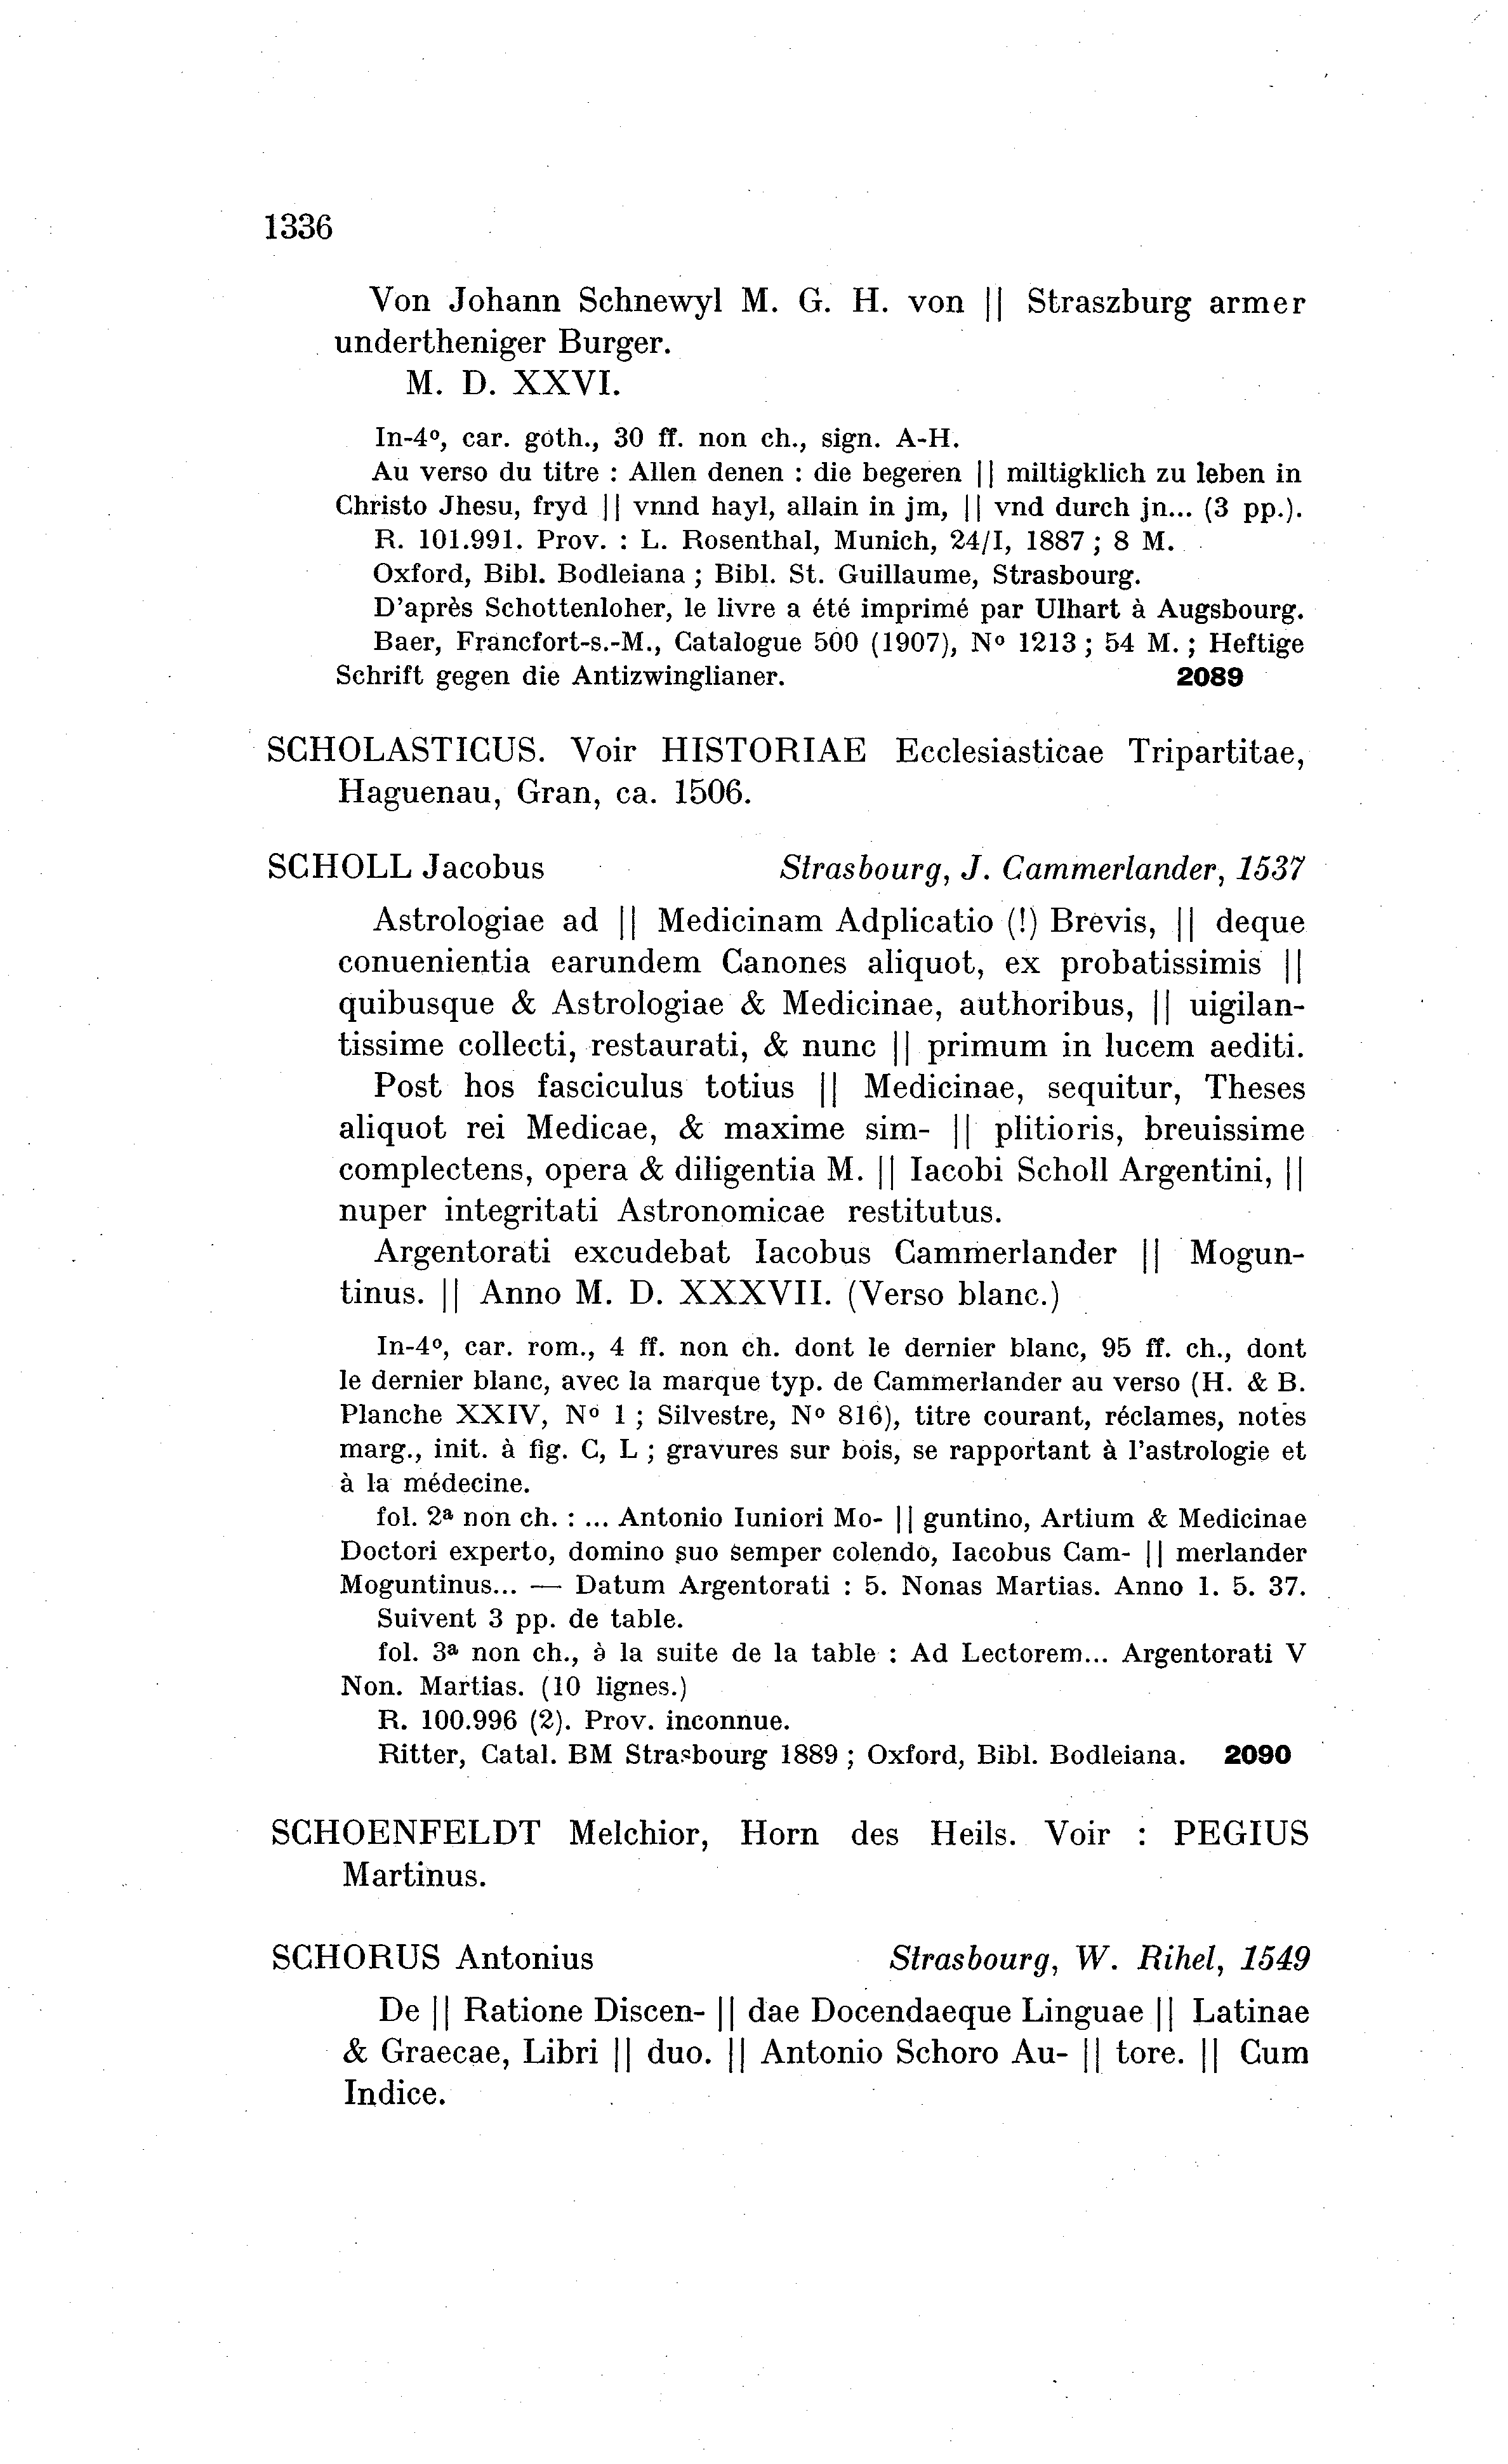 1336
Von Johann Schnewyl M. G. H. von || Straszburg armer
undertheniger Burger.
M. D. XXVI.
In-4º, car. goth., 30 ff. non ch., sign. A-H.
Au verso du titre : Allen denen : die begeren || miltigklich zu leben in
Christo Jhesu, fryd || vnnd hayl, allain in jm, || vnd durch jn... (3 pp.).
R. 101.991. Prov. : L. Rosenthal, Munich, 24/I, 1887 ; 8 M.
Oxford, Bibl. Bodleiana ; Bibl. St. Guillaume, Strasbourg.
D'après Schottenloher, le livre a été imprimé par Ulhart à Augsbourg.
Baer, Francfort-s.-M., Catalogue 500 (1907), Nº 1213 ; 54 M. ; Heftige
Schrift gegen die Antizwinglianer. 2089
SCHOLASTICUS. Voir HISTORIAE Ecclesiasticae Tripartitae,
Haguenau, Gran, ca. 1506.
SCHOLL Jacobus Strasbourg, J. Cammerlander, 1537
Astrologiae ad || Medicinam Adplicatio (!) Brevis, || deque
conuenientia earundem Canones aliquot, ex probatissimis ||
quibusque & Astrologiae & Medicinae, authoribus, || uigilan-
tissime collecti, restaurati, & nunc || primum in lucem aediti.
Post hos fasciculus totius || Medicinae, sequitur, Theses
aliquot rei Medicae, & maxime sim- || plitioris, breuissime
complectens, opera & diligentia M. || Iacobi Scholl Argentini, ||
nuper integritati Astronomicae restitutus.
Argentorati excudebat Iacobus Cammerlander || Mogun-
tinus. || Anno M. D. XXXVII. (Verso blanc.)
In-4º, car. rom., 4 ff. non ch. dont le dernier blanc, 95 ff. ch., dont
le dernier blanc, avec la marque typ. de Cammerlander au verso (H. & B.
Planche XXIV, Nº 1 ; Silvestre, Nº 816), titre courant, réclames, notes
marg., init. à fig. C, L ; gravures sur bois, se rapportant à l'astrologie et
à la médecine.
fol. 2ª non ch. : ... Antonio Iuniori Mo- || guntino, Artium & Medicinae
Doctori experto, domino suo semper colendo, Iacobus Cam- || merlander
Moguntinus... — Datum Argentorati : 5. Nonas Martias. Anno 1. 5. 37.
Suivent 3 pp. de table.
fol. 3ª non ch., à la suite de la table : Ad Lectorem... Argentorati V
Non. Martias. (10 lignes.)
R. 100.996 (2). Prov. inconnue.
Ritter, Catal. BM Strasbourg 1889 ; Oxford, Bibl. Bodleiana. 2090
SCHOENFELDT Melchior, Horn des Heils. Voir : PEGIUS
Martinus.
SCHORUS Antonius Strasbourg, W. Rihel, 1549
De || Ratione Discen- || dae Docendaeque Linguae || Latinae
& Graecae, Libri || duo. || Antonio Schoro Au- || tore. || Cum
Indice.